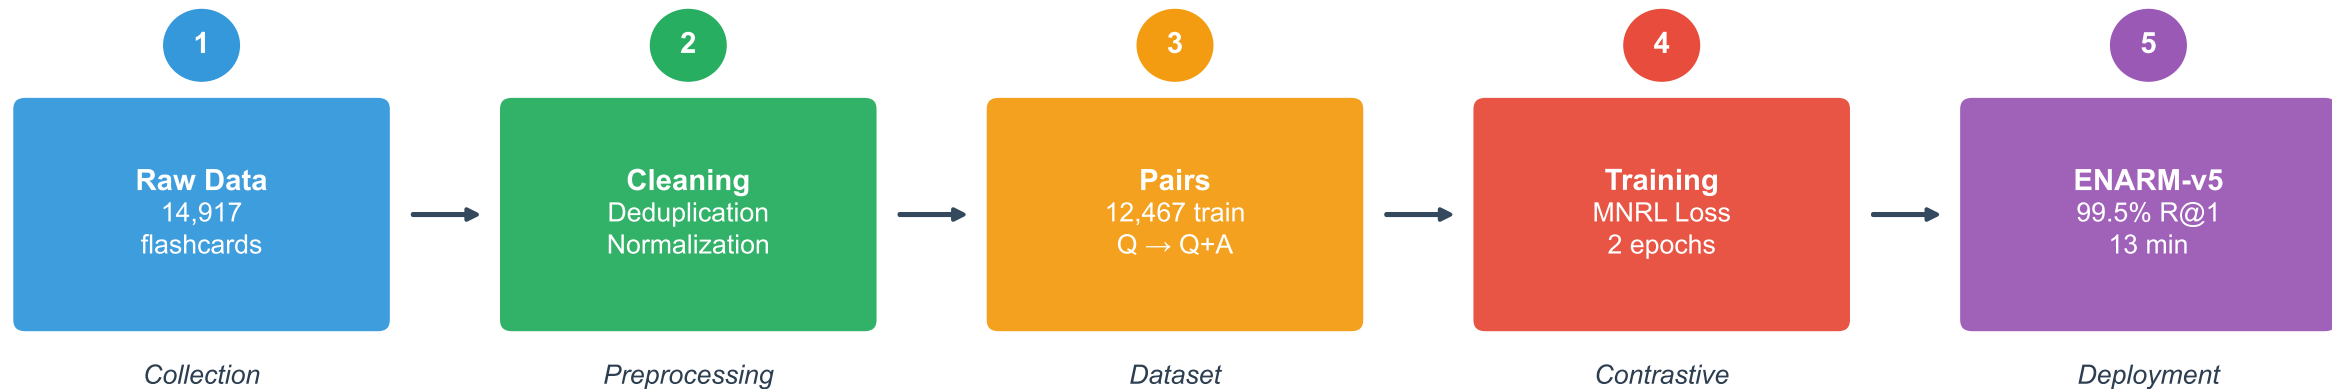 1
Raw Data
14,917
flashcards
Collection
2
Cleaning
Deduplication
Normalization
Preprocessing
3
Pairs
12,467 train
Q → Q+A
Dataset
4
Training
MNRL Loss
2 epochs
Contrastive
5
ENARM-v5
99.5% R@1
13 min
Deployment